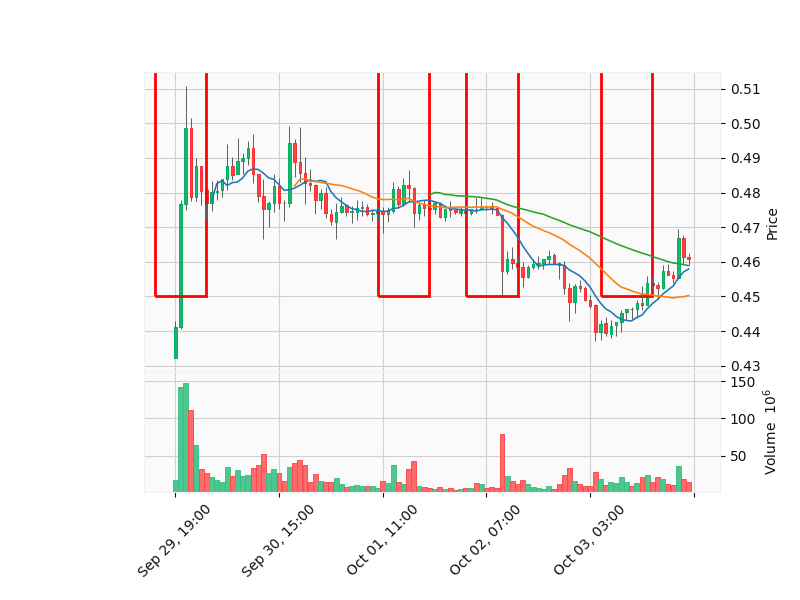 0.51
0.50
0.49
0.48
0.47
0.46
0.45
0.44
0.43
Price
150
100
50
Volume 10^6
Sep 29, 19:00
Sep 30, 15:00
Oct 01, 11:00
Oct 02, 07:00
Oct 03, 03:00